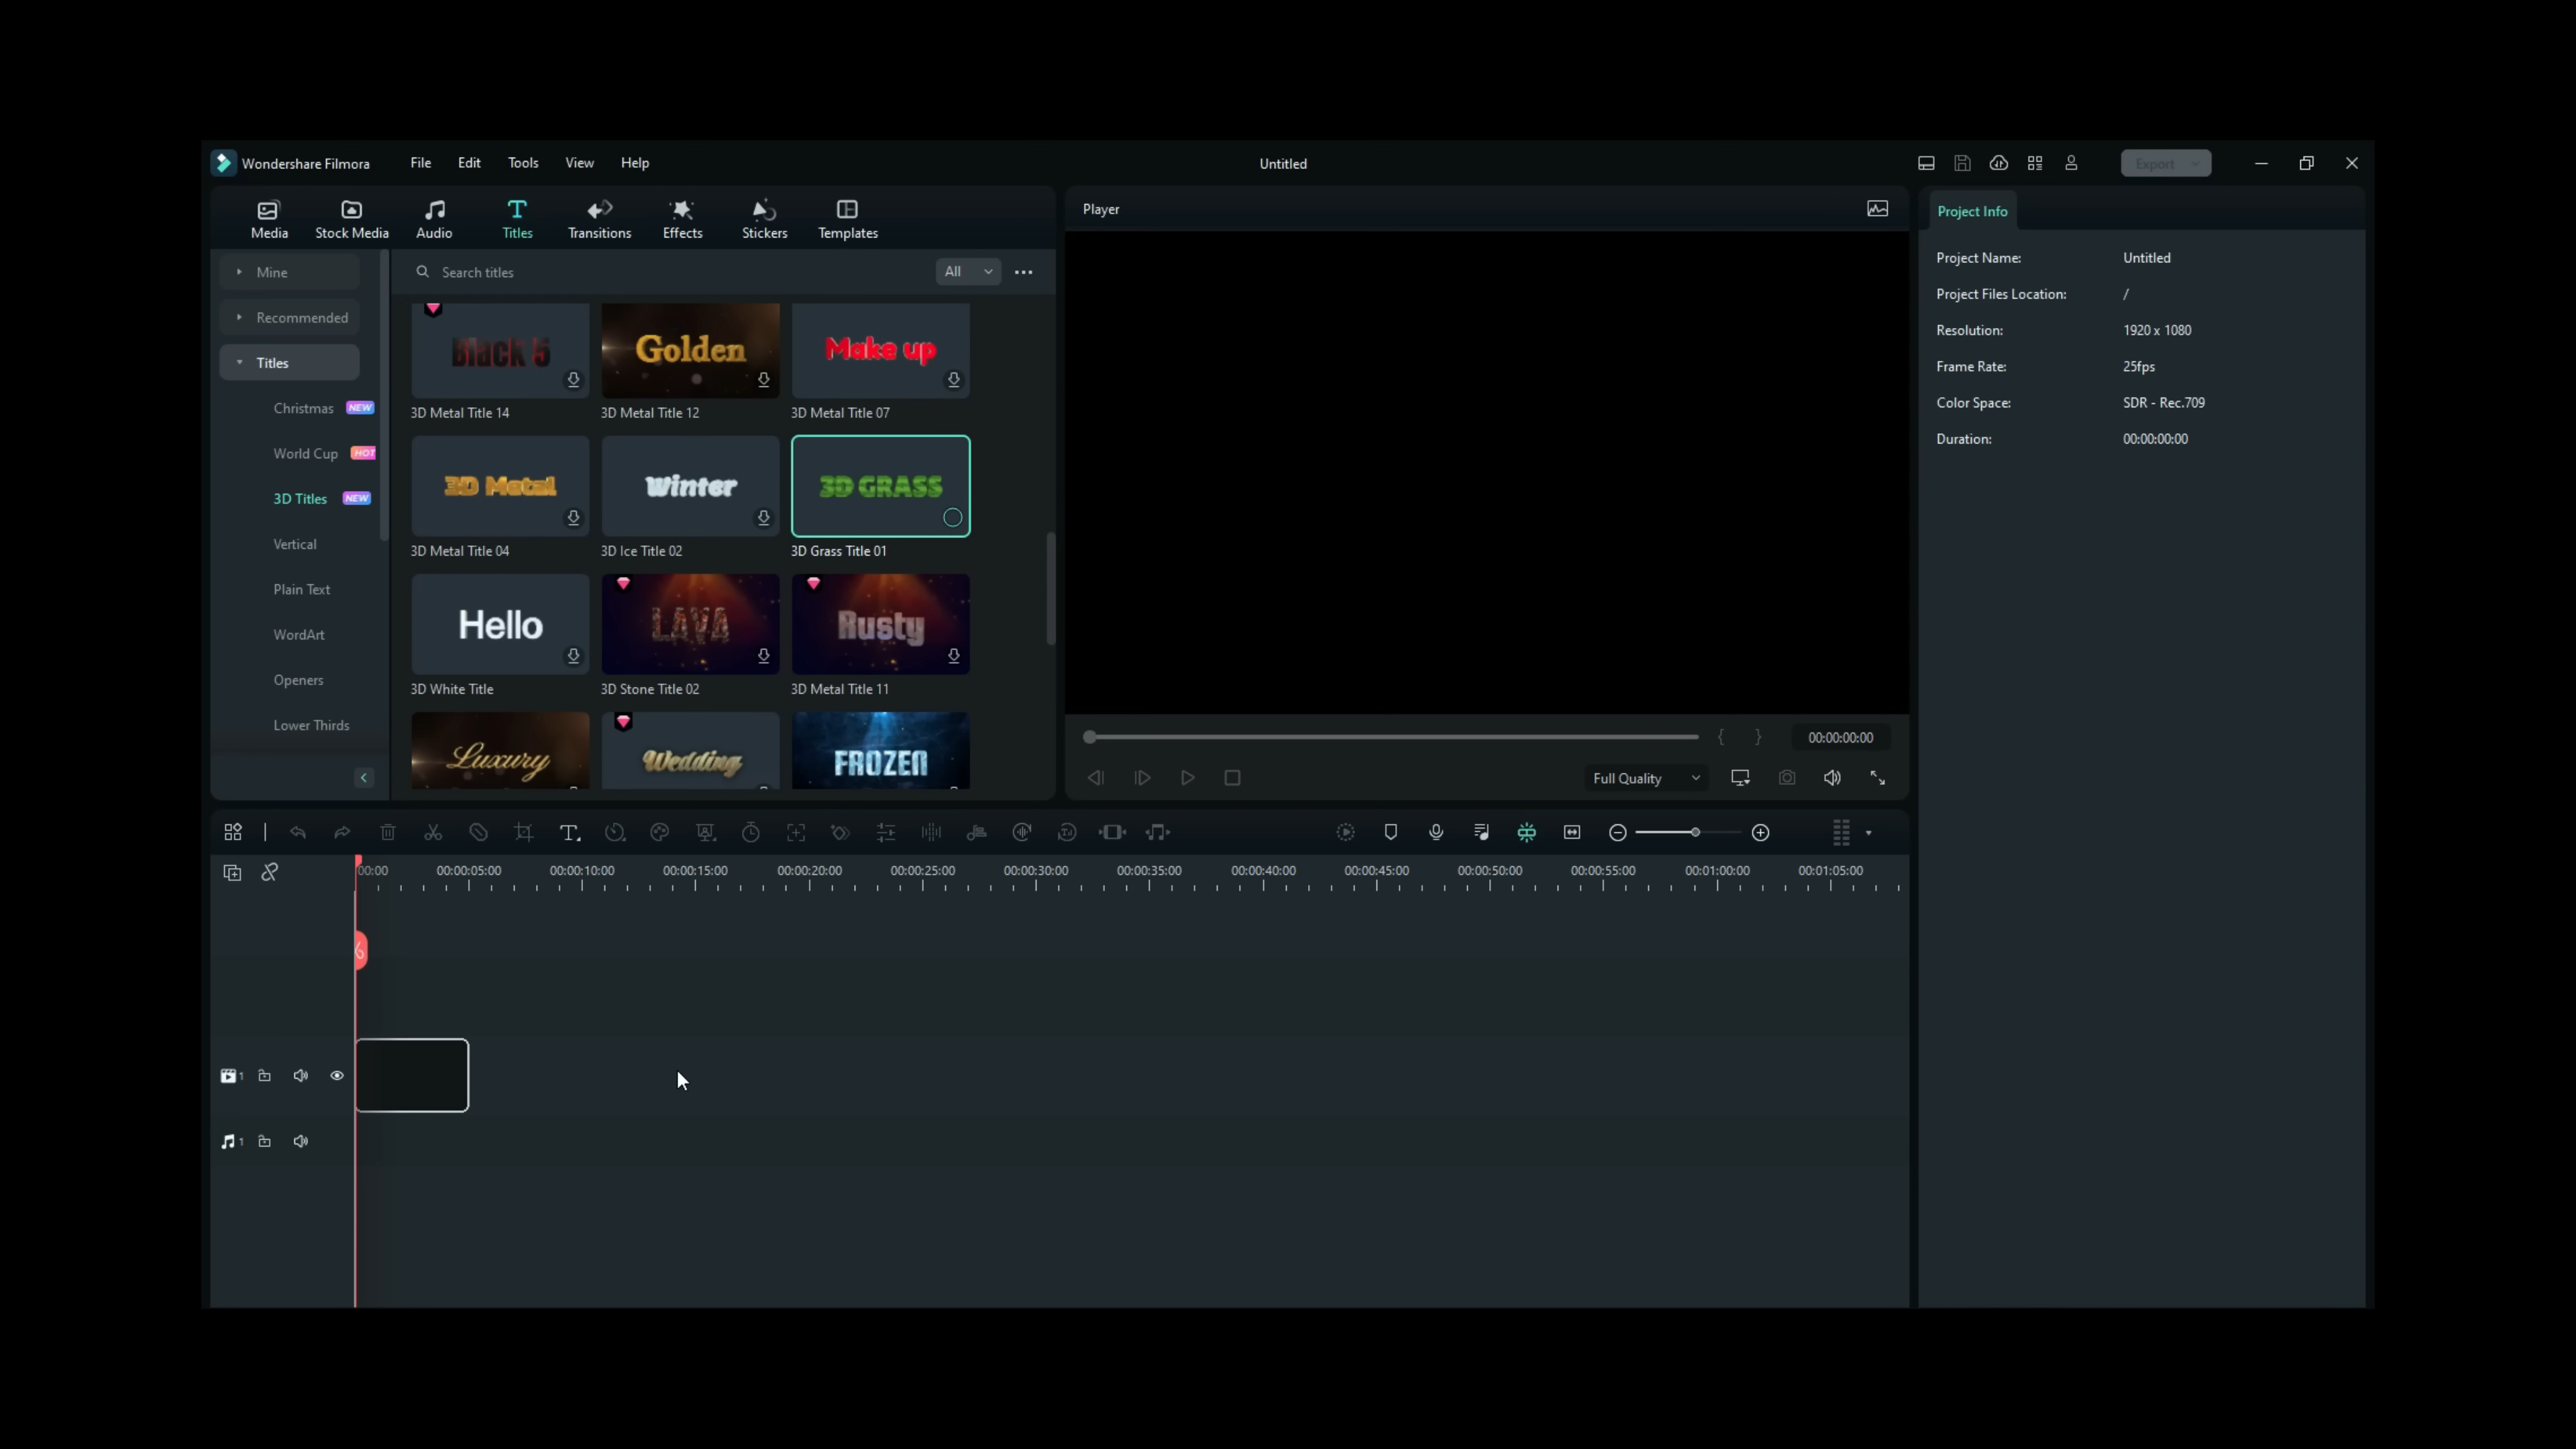 Wondershare Filmora File Edit Tools View Help Untitled Export
Media Stock Media Audio Titles Transitions Effects Stickers Templates
Player
Project Info
Mine
Recommended
Titles
Christmas NEW
World Cup HOT
3D Titles NEW
Vertical
Plain Text
WordArt
Openers
Lower Thirds
Search titles All
Black 5 Golden Make up
3D Metal Title 14 3D Metal Title 12 3D Metal Title 07
3D Metal Winter 3D GRASS
3D Metal Title 04 3D Ice Title 02 3D Grass Title 01
Hello LAVA Rusty
3D White Title 3D Stone Title 02 3D Metal Title 11
Luxury Wedding FROZEN
00:00:00:00
Full Quality
Project Name: Untitled
Project Files Location: /
Resolution: 1920 x 1080
Frame Rate: 25fps
Color Space: SDR - Rec.709
Duration: 00:00:00:00
00:00 00:00:05:00 00:00:10:00 00:00:15:00 00:00:20:00 00:00:25:00 00:00:30:00 00:00:35:00 00:00:40:00 00:00:45:00 00:00:50:00 00:00:55:00 00:01:00:00 00:01:05:00
1
1